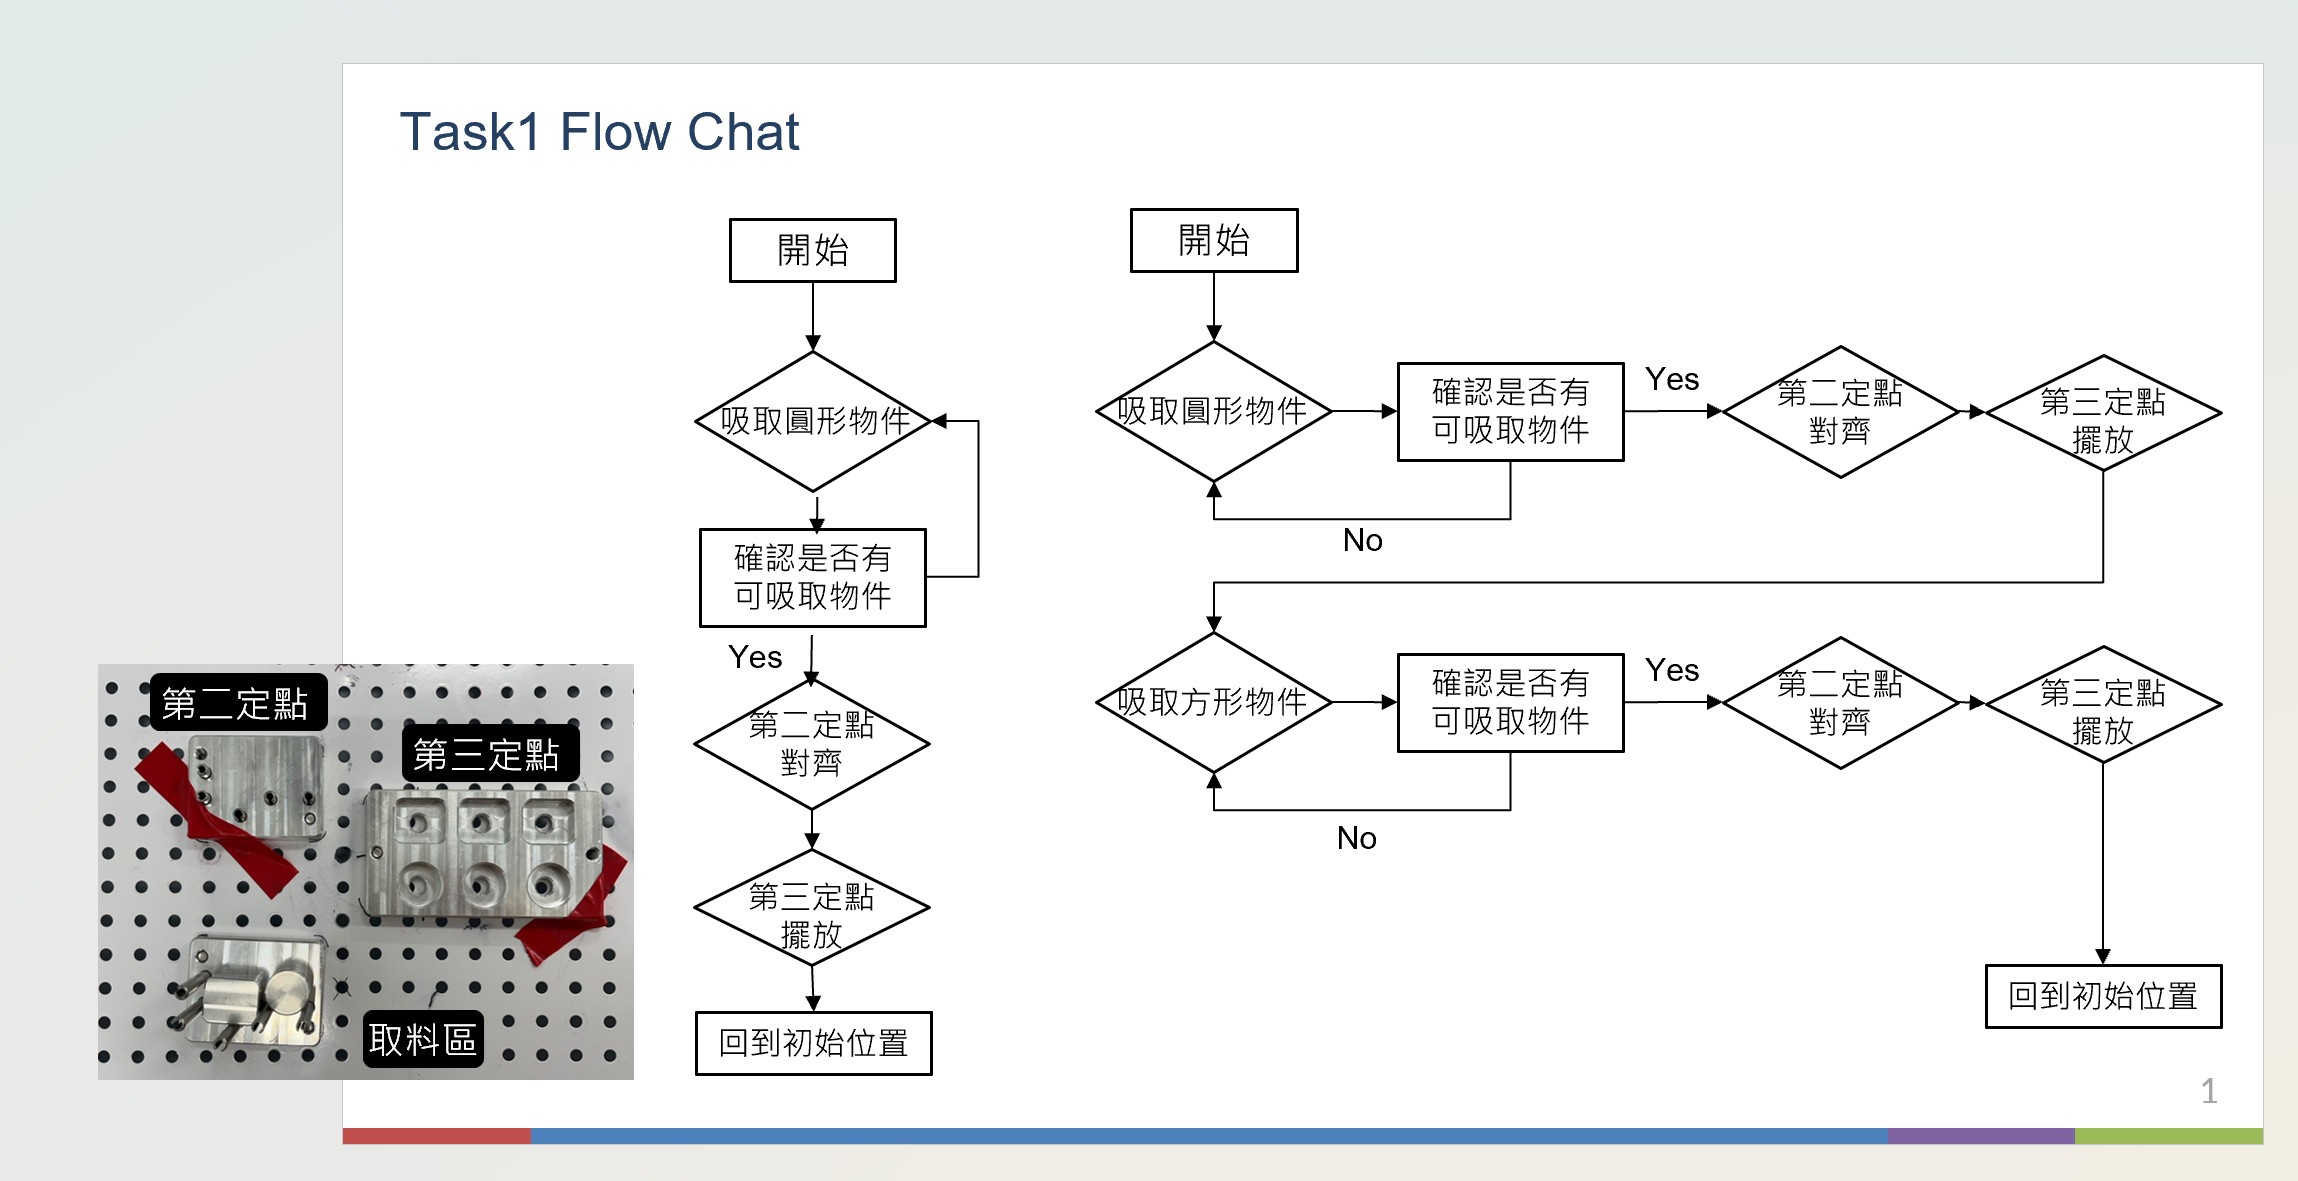 Task1 Flow Chat
開始
吸取圓形物件
確認是否有
可吸取物件
Yes
第二定點
對齊
第三定點
擺放
回到初始位置
開始
吸取圓形物件
確認是否有
可吸取物件
Yes
No
第二定點
對齊
第三定點
擺放
吸取方形物件
確認是否有
可吸取物件
Yes
No
第二定點
對齊
第三定點
擺放
回到初始位置
第二定點
第三定點
取料區
1